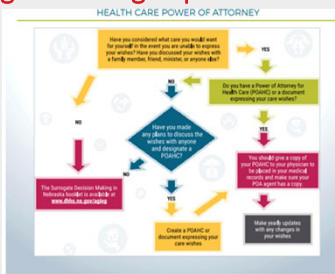 HEALTH CARE POWER OF ATTORNEY
Have you considered what care you would want
for yourself in the event you are unable to express
your wishes? Have you discussed your wishes with
a family member, friend, minister, or anyone else?
YES
NO
NO
Do you have a Power of Attorney for
Health Care (POAHC) or a document
expressing your care wishes?
YES
Have you made
any plans to discuss the
wishes with anyone
and designate a
POAHC?
NO
You should give a copy
of your POAHC to your physician to
be placed in your medical
records and make sure your
POA agent has a copy.
The Surrogate Decision Making in
Nebraska booklet is available at
YES
Create a POAHC or
document expressing your
care wishes
Make yearly updates
with any changes in
your wishes